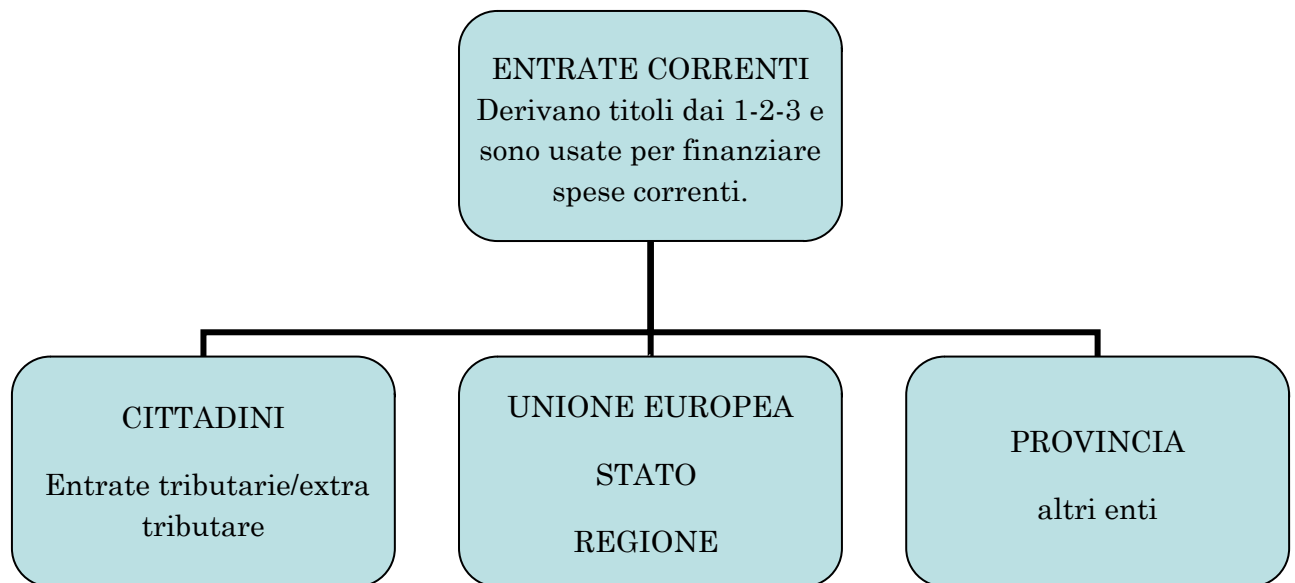 ENTRATE CORRENTI
Derivano titoli dai 1-2-3 e
sono usate per finanziare
spese correnti.
CITTADINI
Entrate tributarie/extra
tributare
UNIONE EUROPEA
STATO
REGIONE
PROVINCIA
altri enti